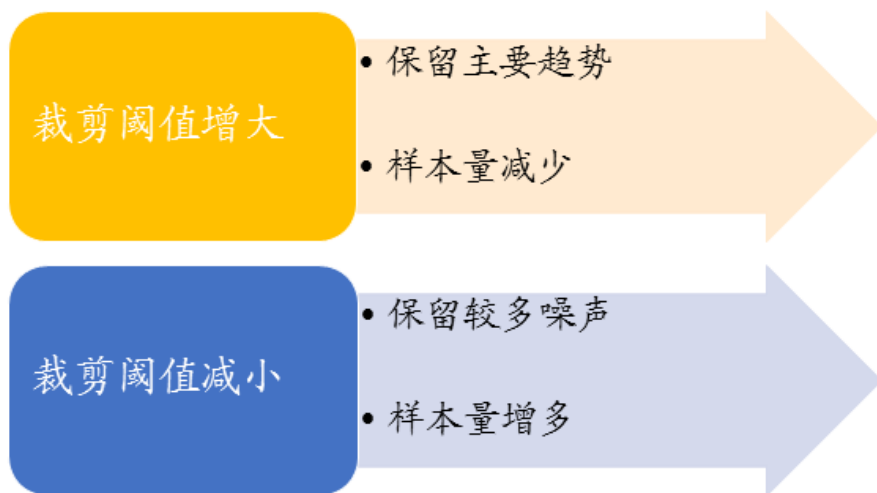 裁剪阈值增大
• 保留主要趋势
• 样本量减少
裁剪阈值减小
• 保留较多噪声
• 样本量增多